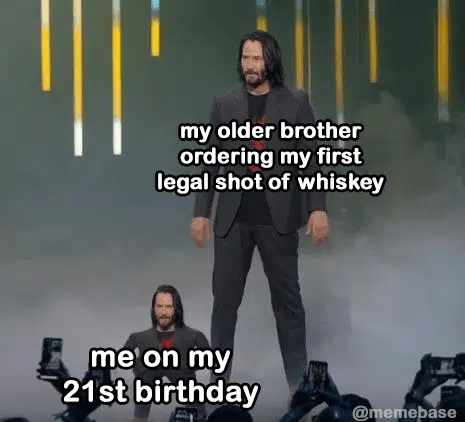 my older brother
ordering my first
legal shot of whiskey
me on my
21st birthday
@memebase